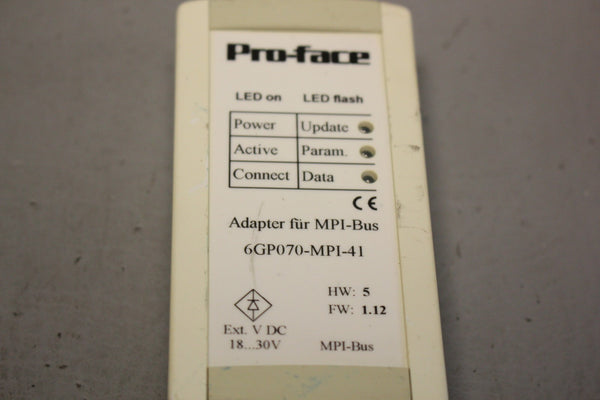 Pro-face
LED on LED flash
Power Update
Active Param.
Connect Data
CE
Adapter für MPI-Bus
6GP070-MPI-41
HW: 5
FW: 1.12
Ext. V DC
18...30V MPI-Bus